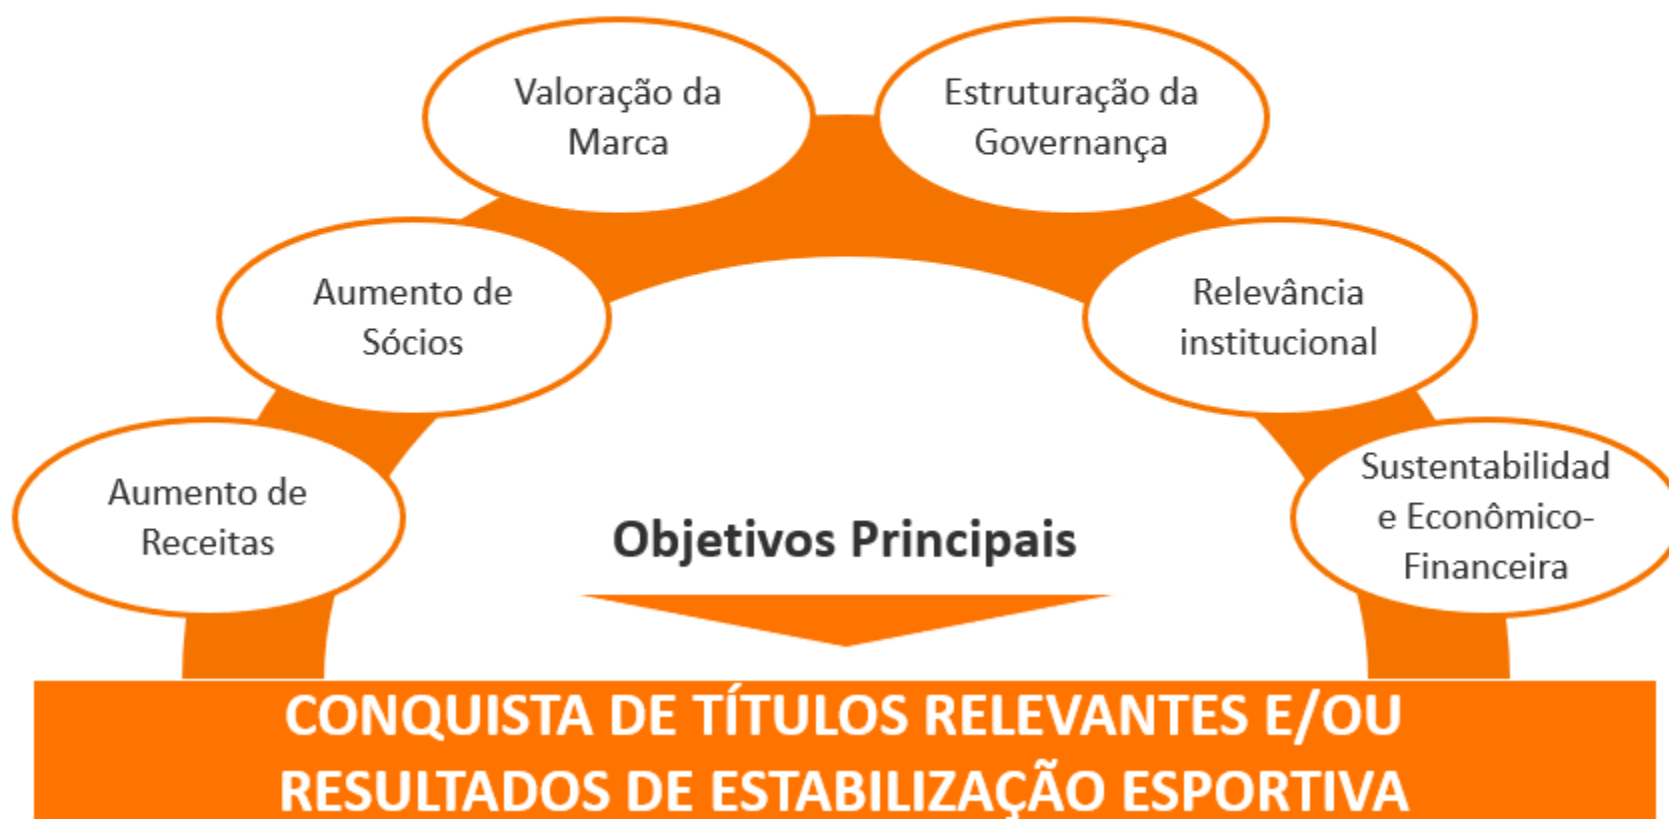 Valoração da
Marca
Estruturação da
Governança
Aumento de
Sócios
Relevância
institucional
Aumento de
Receitas
Sustentabilidad
e Econômico-
Financeira
Objetivos Principais
CONQUISTA DE TÍTULOS RELEVANTES E/OU
RESULTADOS DE ESTABILIZAÇÃO ESPORTIVA